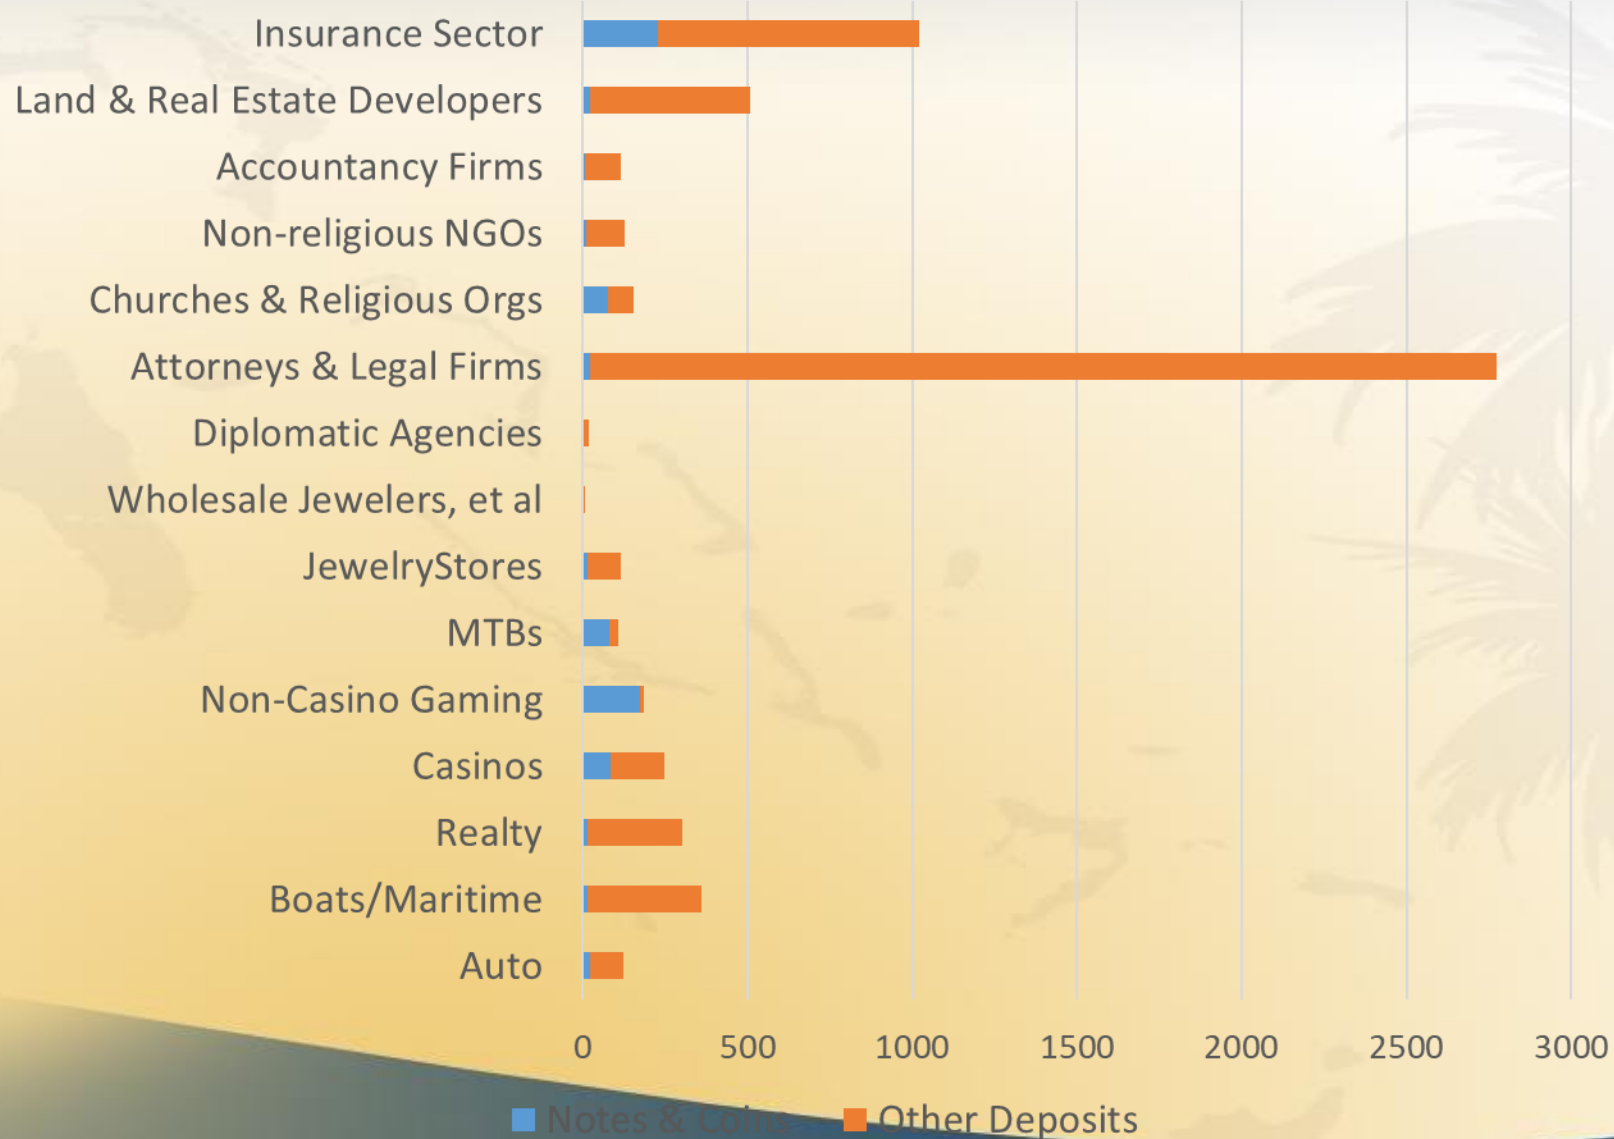 Insurance Sector
Land & Real Estate Developers
Accountancy Firms
Non-religious NGOs
Churches & Religious Orgs
Attorneys & Legal Firms
Diplomatic Agencies
Wholesale Jewelers, et al
JewelryStores
MTBs
Non-Casino Gaming
Casinos
Realty
Boats/Maritime
Auto
0 500 1000 1500 2000 2500 3000
Notes & Coins Other Deposits